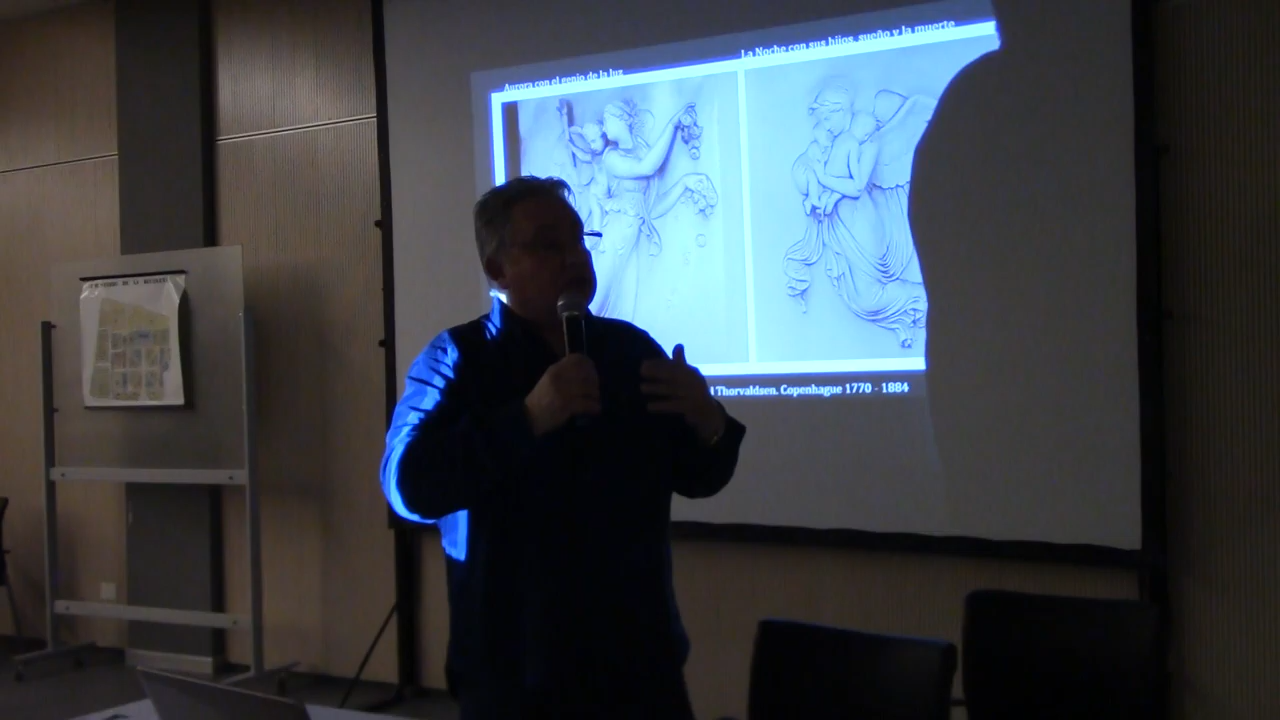 La Noche con sus hijos, sueño y la muerte
Aurora con el genio de la luz
Thorvaldsen. Copenhague 1770 - 1884